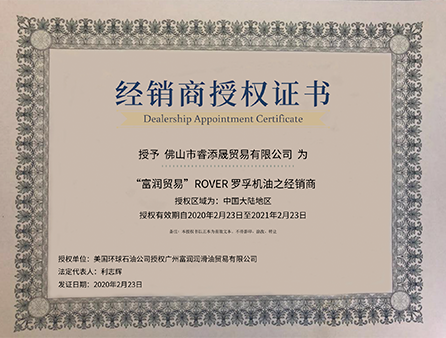 经销商授权证书
Dealership Appointment Certificate
授予 佛山市睿添晟贸易有限公司 为
“富润贸易”ROVER 罗孚机油之经销商
授权区域为：中国大陆地区
授权有效期自2020年2月23日至2021年2月23日
授权单位：美国环球石油公司授权广州富润润滑油贸易有限公司
法定代表人：利志辉
发证日期：2020年2月23日